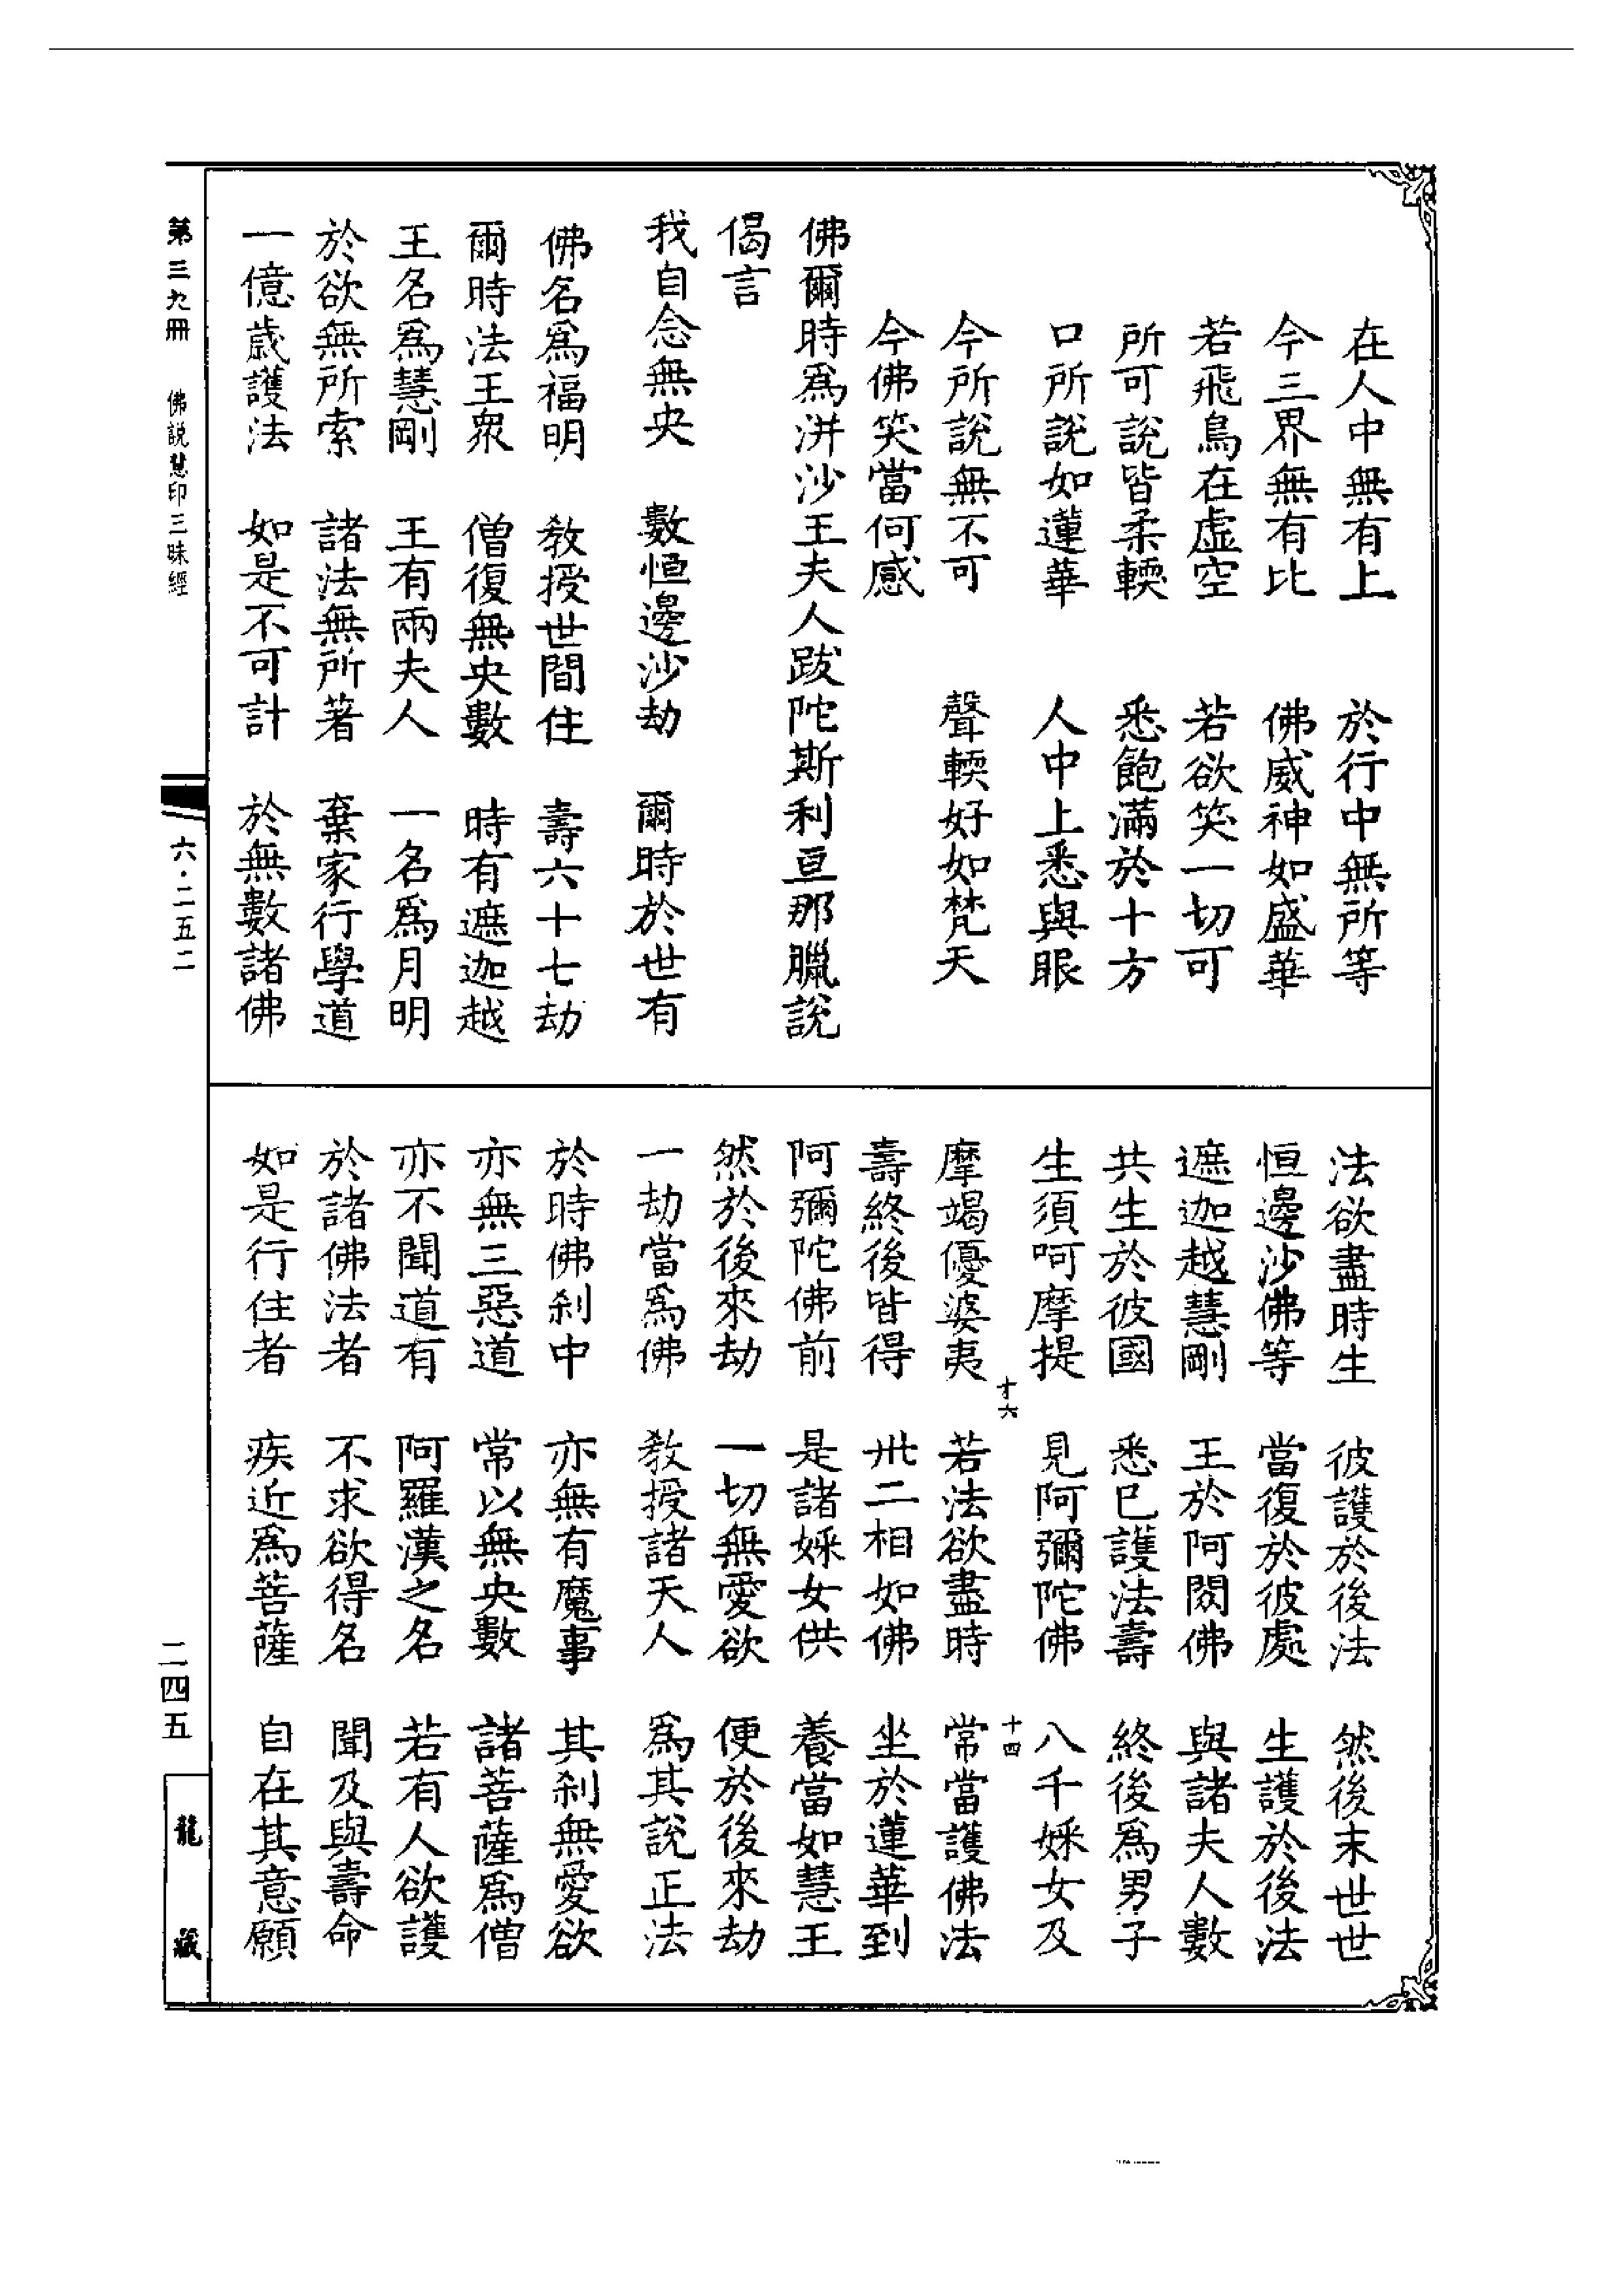 在人中無有上　於行中無所等
今三界無有比　佛威神如盛華
若飛鳥在虛空　若欲笑一切可
所可說皆柔輭　悉飽滿於十方
口所說如蓮華　人中上悉與眼
今所說無不可　聲輭好如梵天
今佛笑當何感
佛爾時爲洴沙王夫人跋陀斯利亘那臘說
偈言
我自念無央　數恒邊沙劫　爾時於世有
佛名爲福明　教授世間住　壽六十七劫
爾時法王衆　僧復無央數　時有遮迦越
王名爲慧剛　王有兩夫人　一名爲月明
於欲無所索　諸法無所著　棄家行學道
一億歲護法　如是不可計　於無數諸佛
法欲盡時生　彼護於後法　然後末世世
恒邊沙佛等　當復於彼處　生護於後法
遮迦越慧剛　王於阿閦佛　與諸夫人數
共生於彼國　悉已護法壽　終後爲男子
生須呵摩提　見阿彌陀佛　八千婇女及
才六　十四
摩竭優婆夷　若法欲盡時　常當護佛法
壽終後皆得　卅二相如佛　坐於蓮華到
阿彌陀佛前　是諸婇女供　養當如慧王
然於後來劫　一切無愛欲　便於後來劫
一劫當爲佛　教授諸天人　爲其說正法
於時佛刹中　亦無有魔事　其刹無愛欲
亦無三惡道　常以無央數　諸菩薩爲僧
亦不聞道有　阿羅漢之名　若有人欲護
於諸佛法者　不求欲得名　聞及與壽命
如是行住者　疾近爲菩薩　自在其意願
第三九冊　佛說慧印三昧經
六·二五二
二四五
龍藏